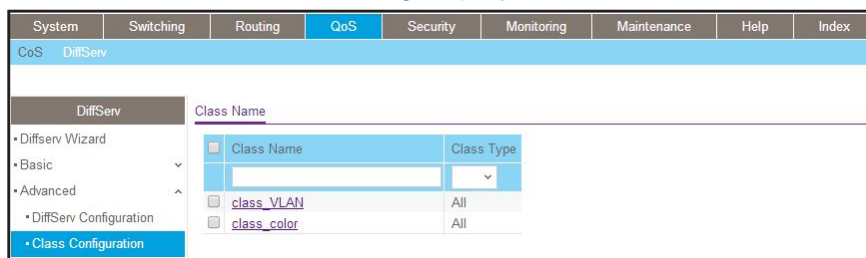 System Switching Routing QoS Security Monitoring Maintenance Help Index
CoS DiffServ
DiffServ
Class Name
Diffserv Wizard
Basic
Advanced
DiffServ Configuration
Class Configuration
Class Name Class Type
class_VLAN All
class_color All